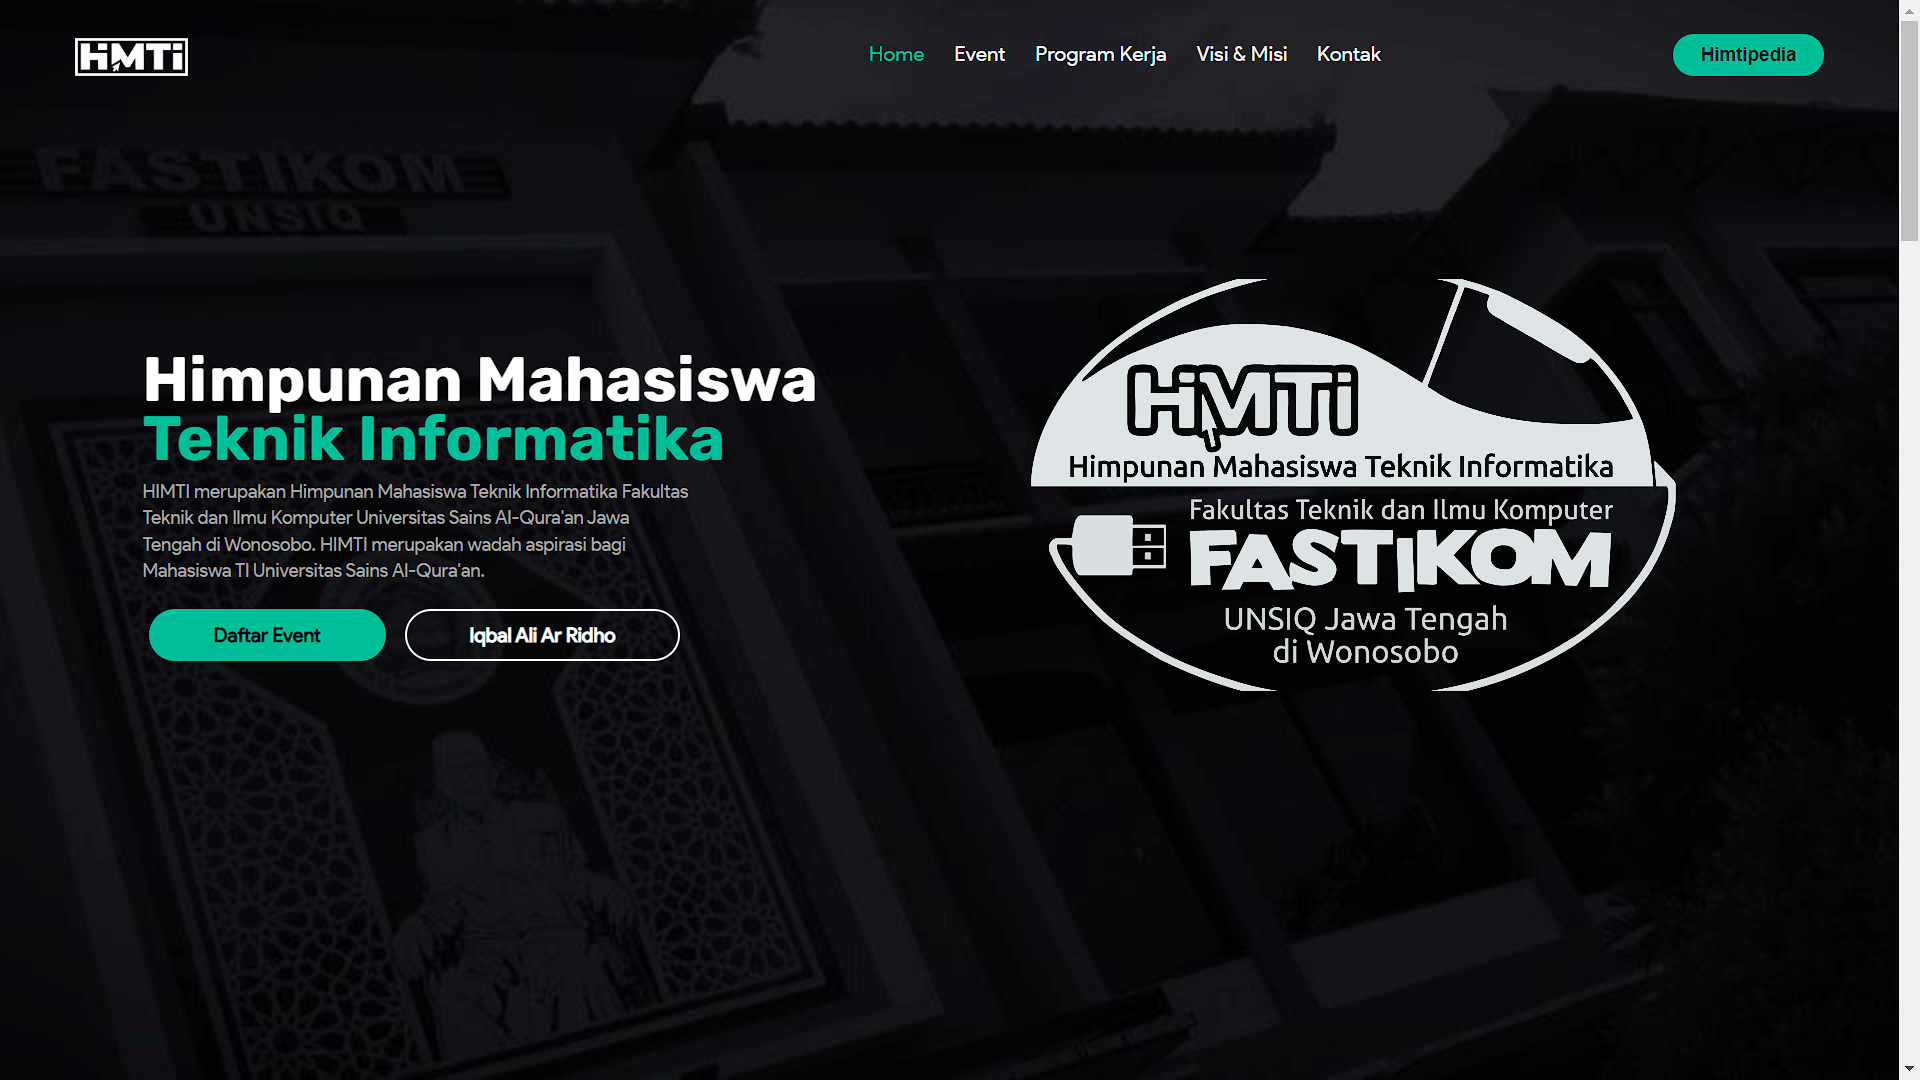 HiMTi
Home
Event
Program Kerja
Visi & Misi
Kontak
Himtipedia
FASTIKOM
UNSIQ
Himpunan Mahasiswa
Teknik Informatika
HIMTI merupakan Himpunan Mahasiswa Teknik Informatika Fakultas
Teknik dan Ilmu Komputer Universitas Sains Al-Qura'an Jawa
Tengah di Wonosobo. HIMTI merupakan wadah aspirasi bagi
Mahasiswa TI Universitas Sains Al-Qura'an.
Daftar Event
Iqbal Ali Ar Ridho
HiMTi
Himpunan Mahasiswa Teknik Informatika
Fakultas Teknik dan Ilmu Komputer
FASTIKOM
UNSIQ Jawa Tengah
di Wonosobo